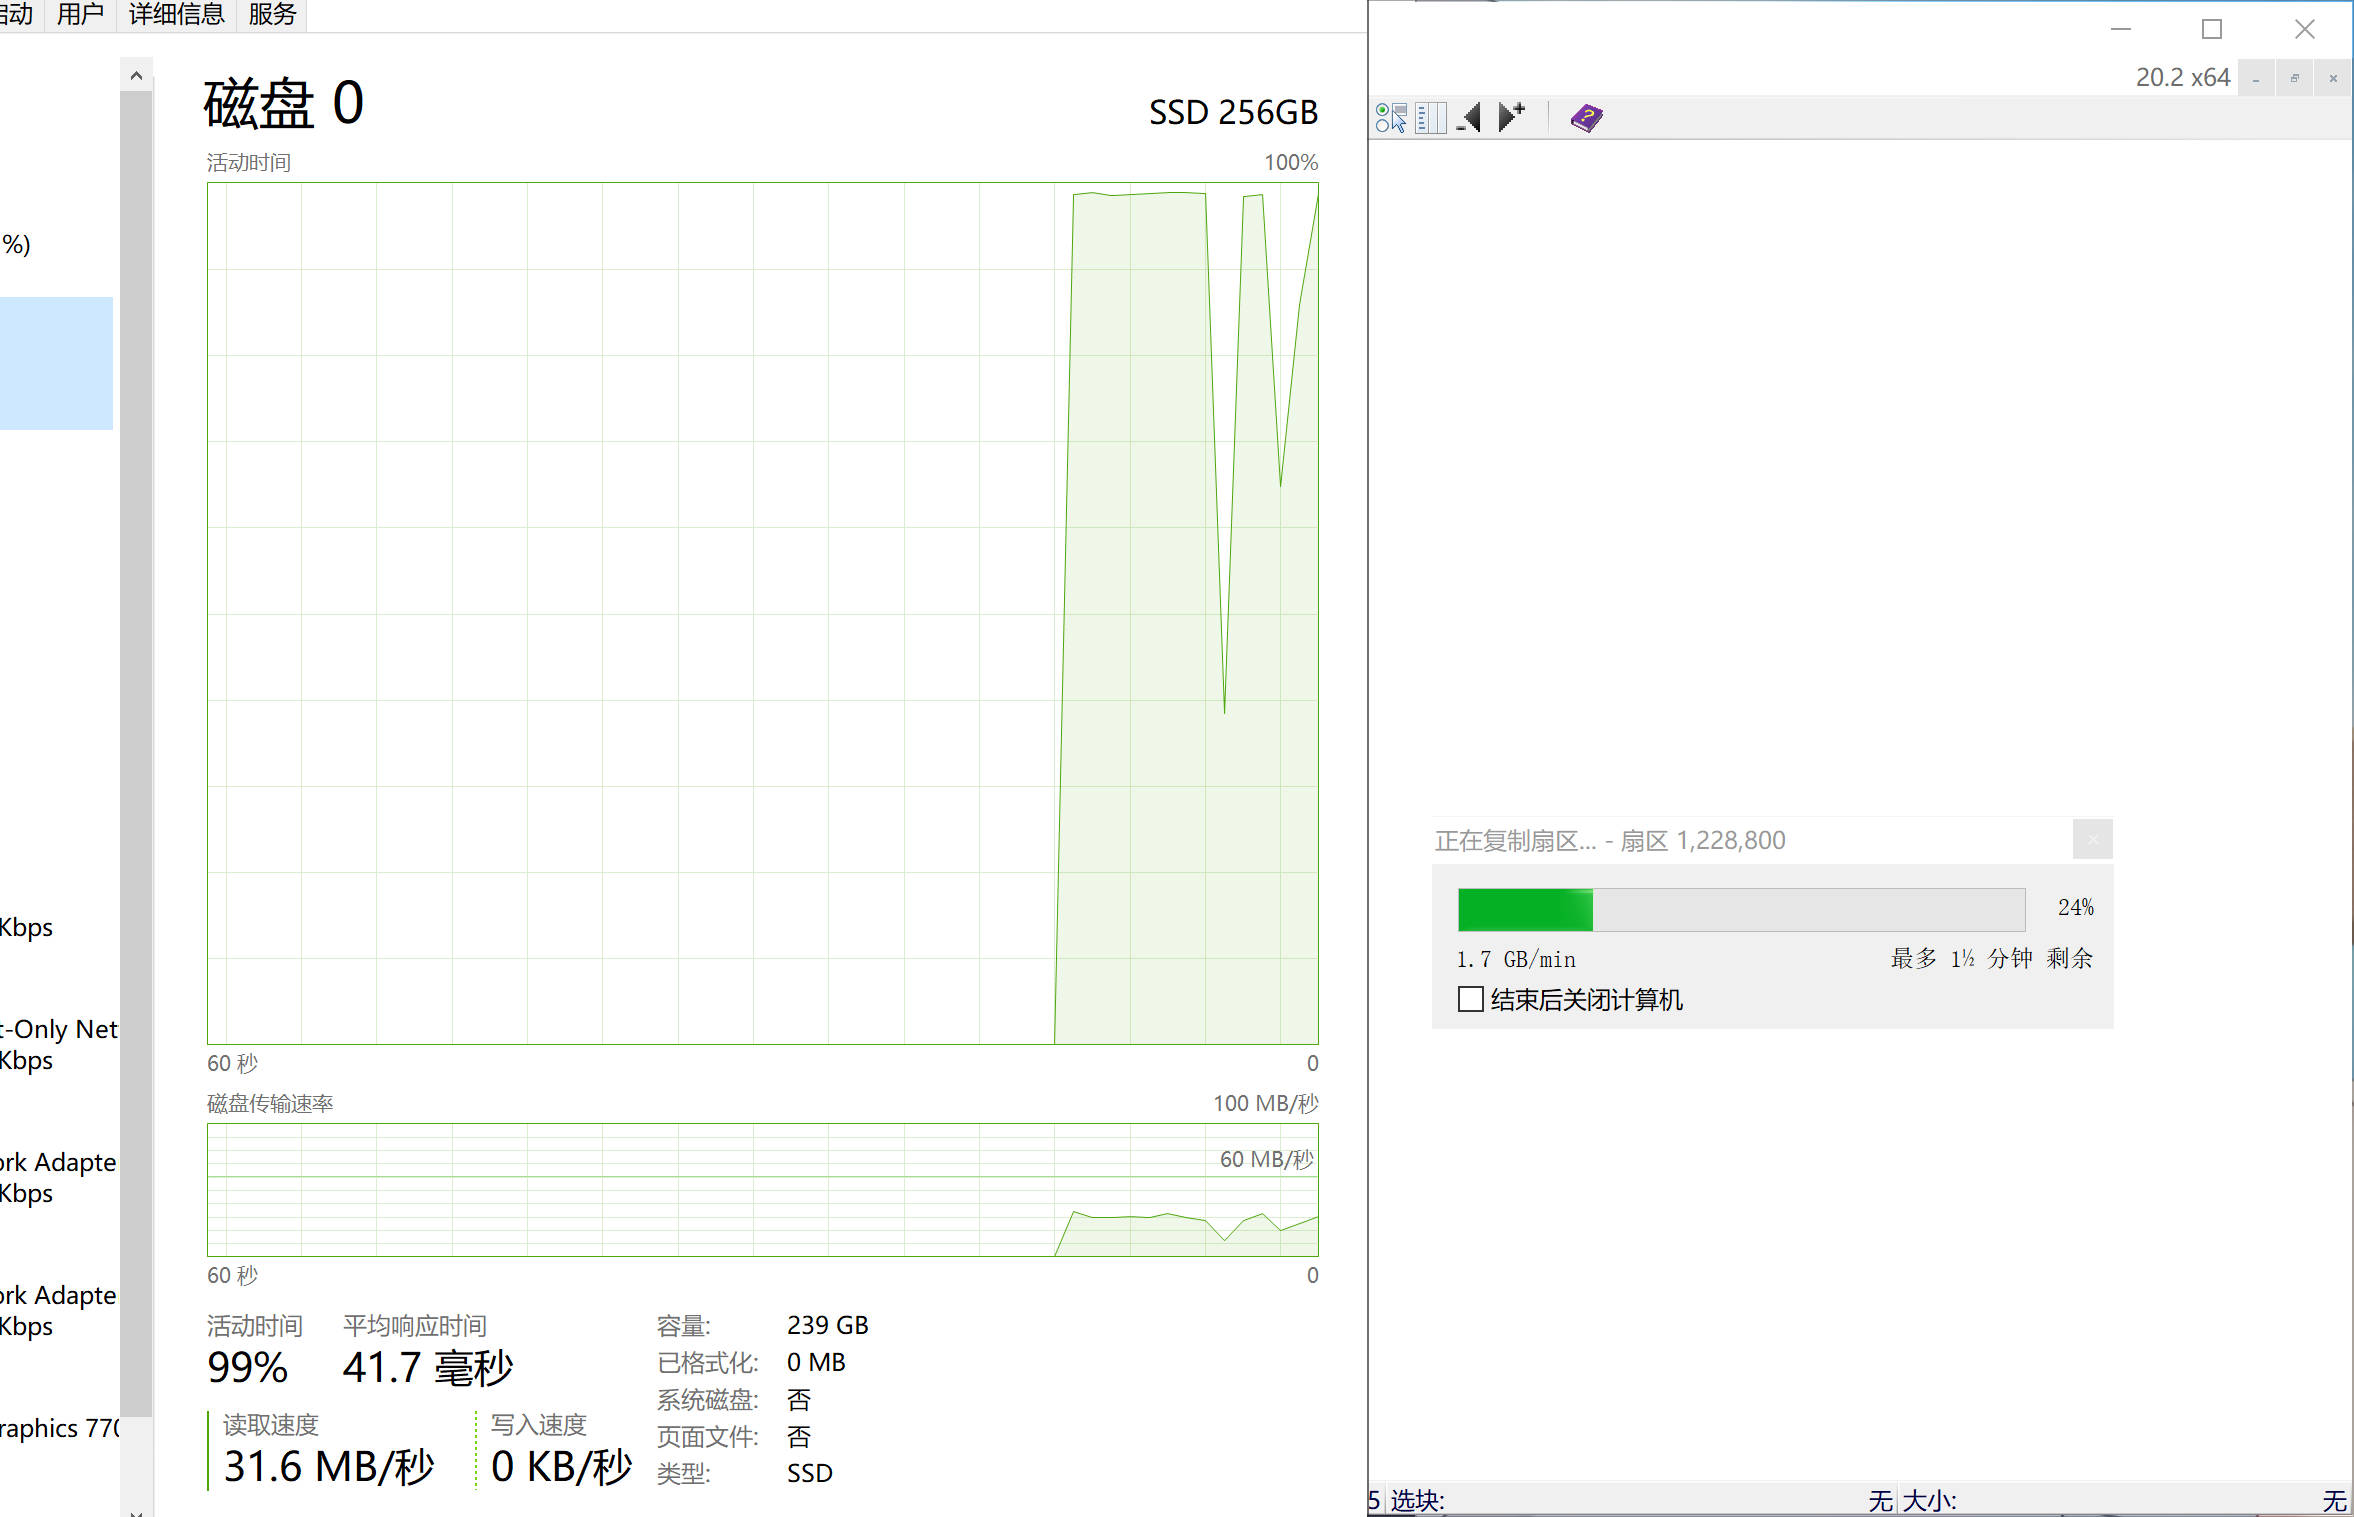 启动 用户 详细信息 服务
%)
Kbps
t-Only Net
Kbps
ork Adapte
Kbps
ork Adapte
Kbps
raphics 770
磁盘 0
SSD 256GB
活动时间 100%
60 秒 0
磁盘传输速率 100 MB/秒
60 MB/秒
60 秒 0
活动时间 平均响应时间
99% 41.7 毫秒
读取速度 写入速度
31.6 MB/秒 0 KB/秒
容量: 239 GB
已格式化: 0 MB
系统磁盘: 否
页面文件: 否
类型: SSD
20.2 x64
正在复制扇区... - 扇区 1,228,800
24%
1.7 GB/min 最多 1½ 分钟 剩余
结束后关闭计算机
5 选块: 无 大小: 无